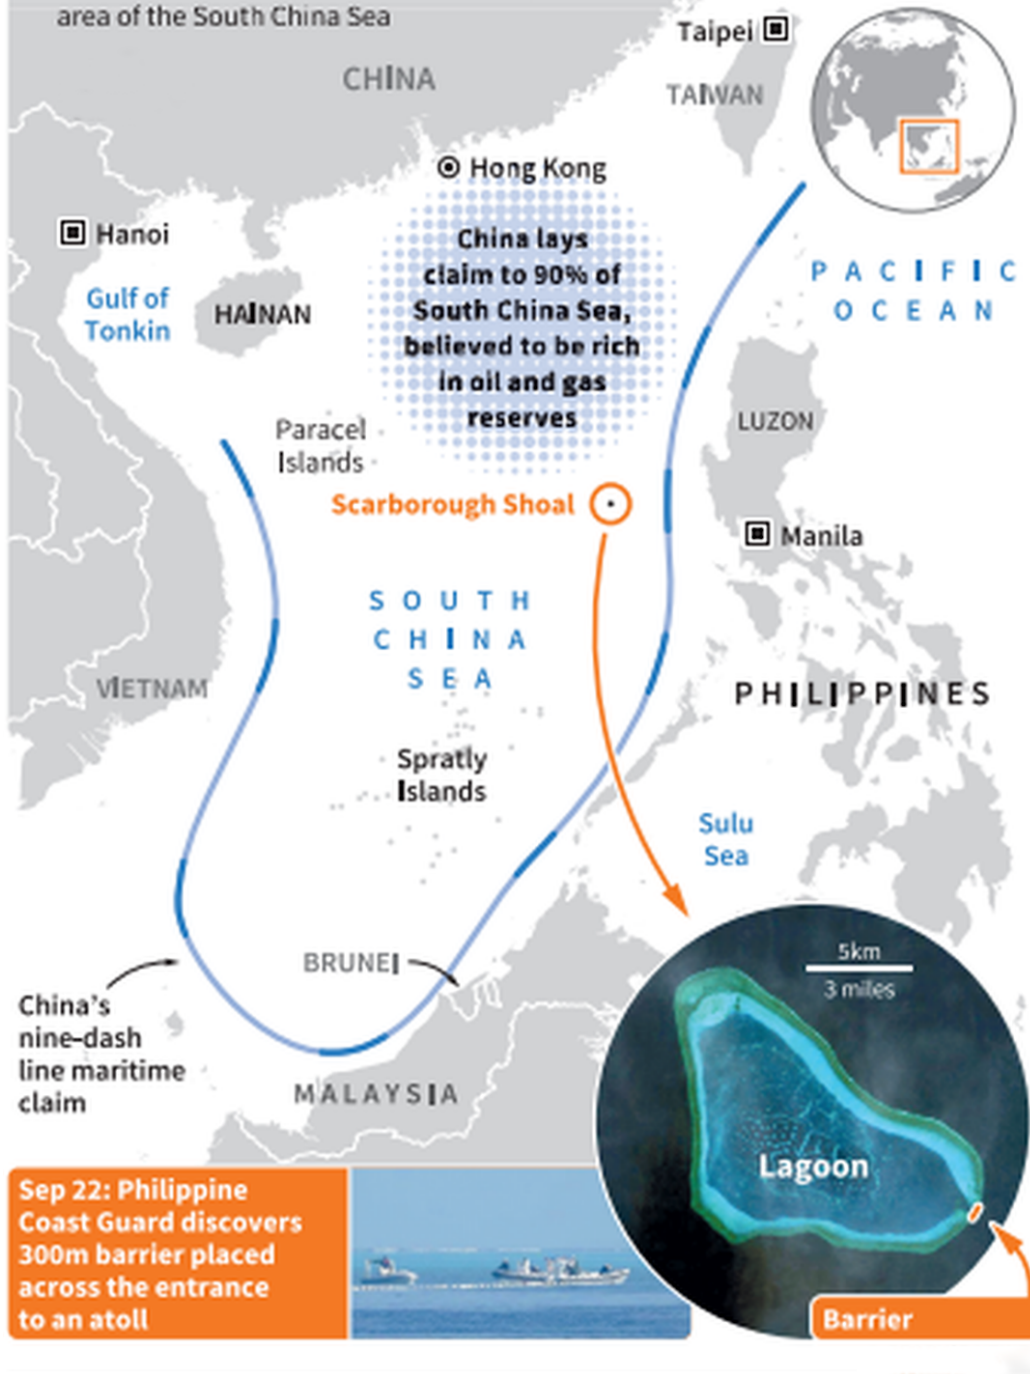 area of the South China Sea
Taipei
CHINA
TAIWAN
Hong Kong
Hanoi
China lays
claim to 90% of
South China Sea,
believed to be rich
in oil and gas
reserves
PACIFIC
OCEAN
Gulf of
Tonkin
HAINAN
LUZON
Paracel
Islands
Scarborough Shoal
Manila
SOUTH
CHINA
SEA
VIETNAM
PHILIPPINES
Spratly
Islands
Sulu
Sea
BRUNEI
China's
nine-dash
line maritime
claim
MALAYSIA
5km
3 miles
Lagoon
Sep 22: Philippine
Coast Guard discovers
300m barrier placed
across the entrance
to an atoll
Barrier